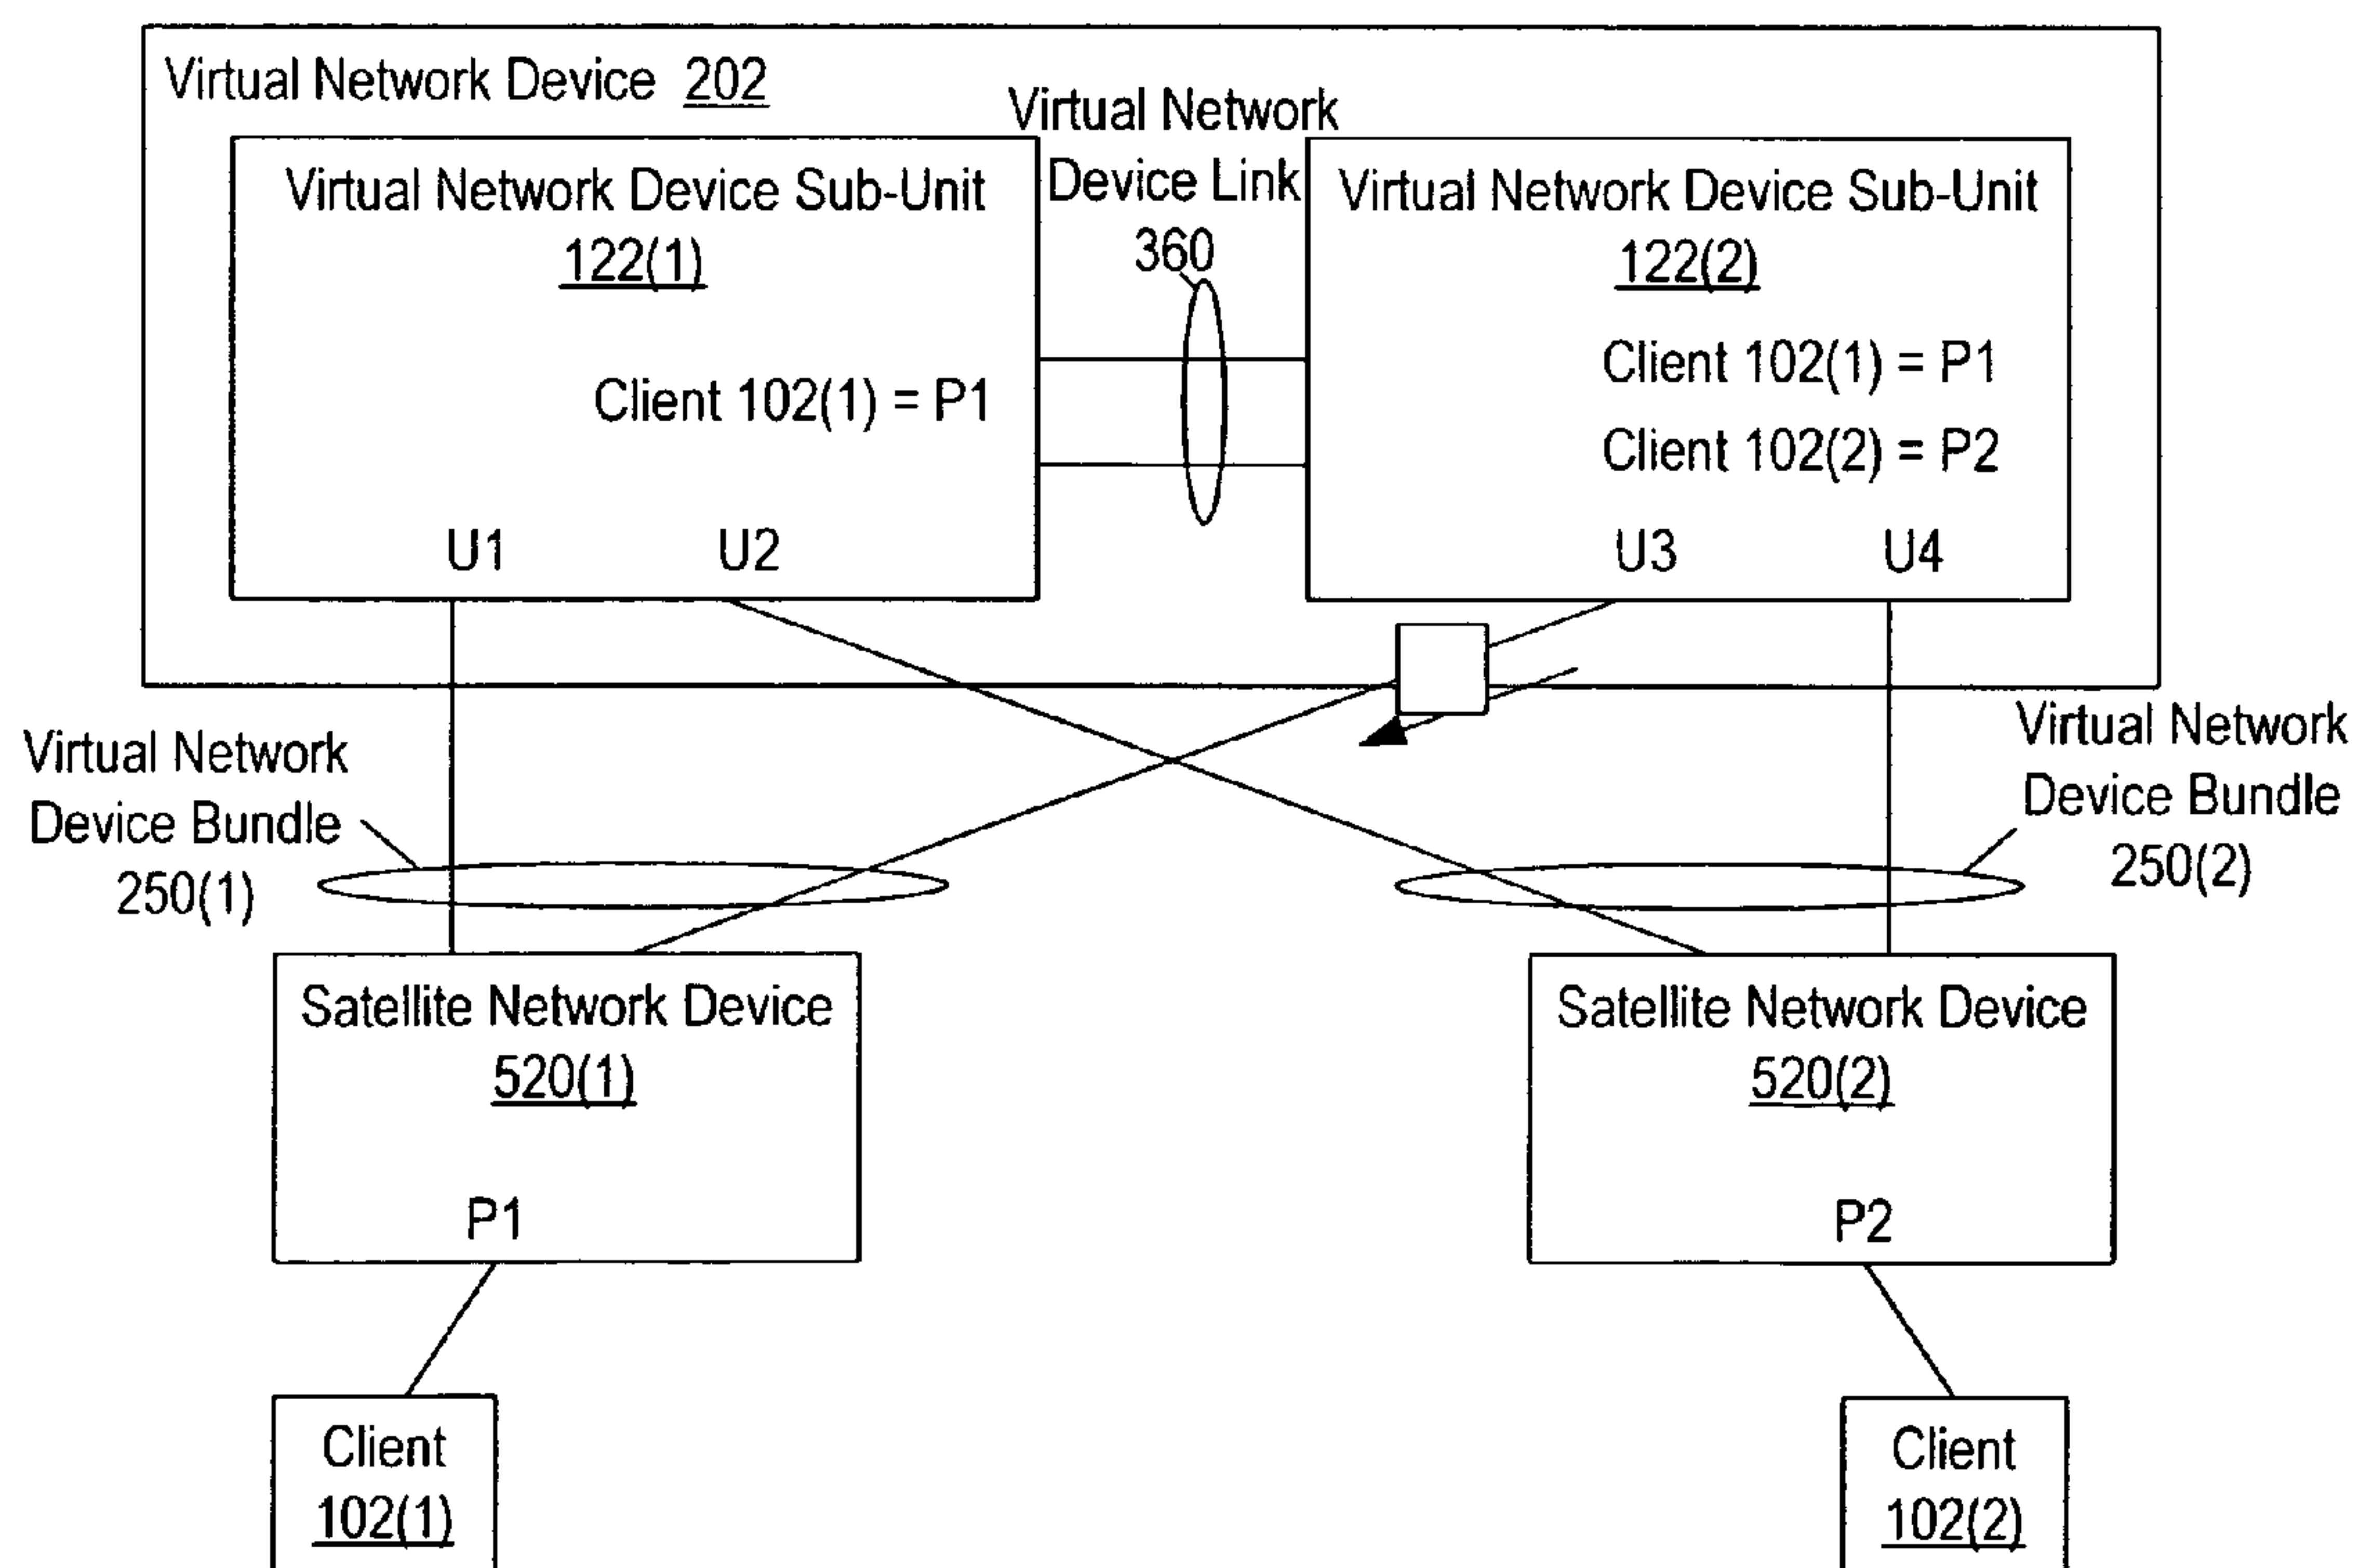 Virtual Network Device 202
Virtual Network
Device Link
360
Virtual Network Device Sub-Unit
122(1)
Client 102(1) = P1
U1 U2
Virtual Network Device Sub-Unit
122(2)
Client 102(1) = P1
Client 102(2) = P2
U3 U4
Virtual Network
Device Bundle
250(1)
Virtual Network
Device Bundle
250(2)
Satellite Network Device
520(1)
P1
Satellite Network Device
520(2)
P2
Client
102(1)
Client
102(2)